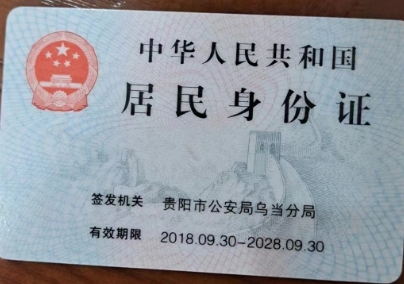 中华人民共和国
居民身份证
签发机关 贵阳市公安局乌当分局
有效期限 2018.09.30-2028.09.30